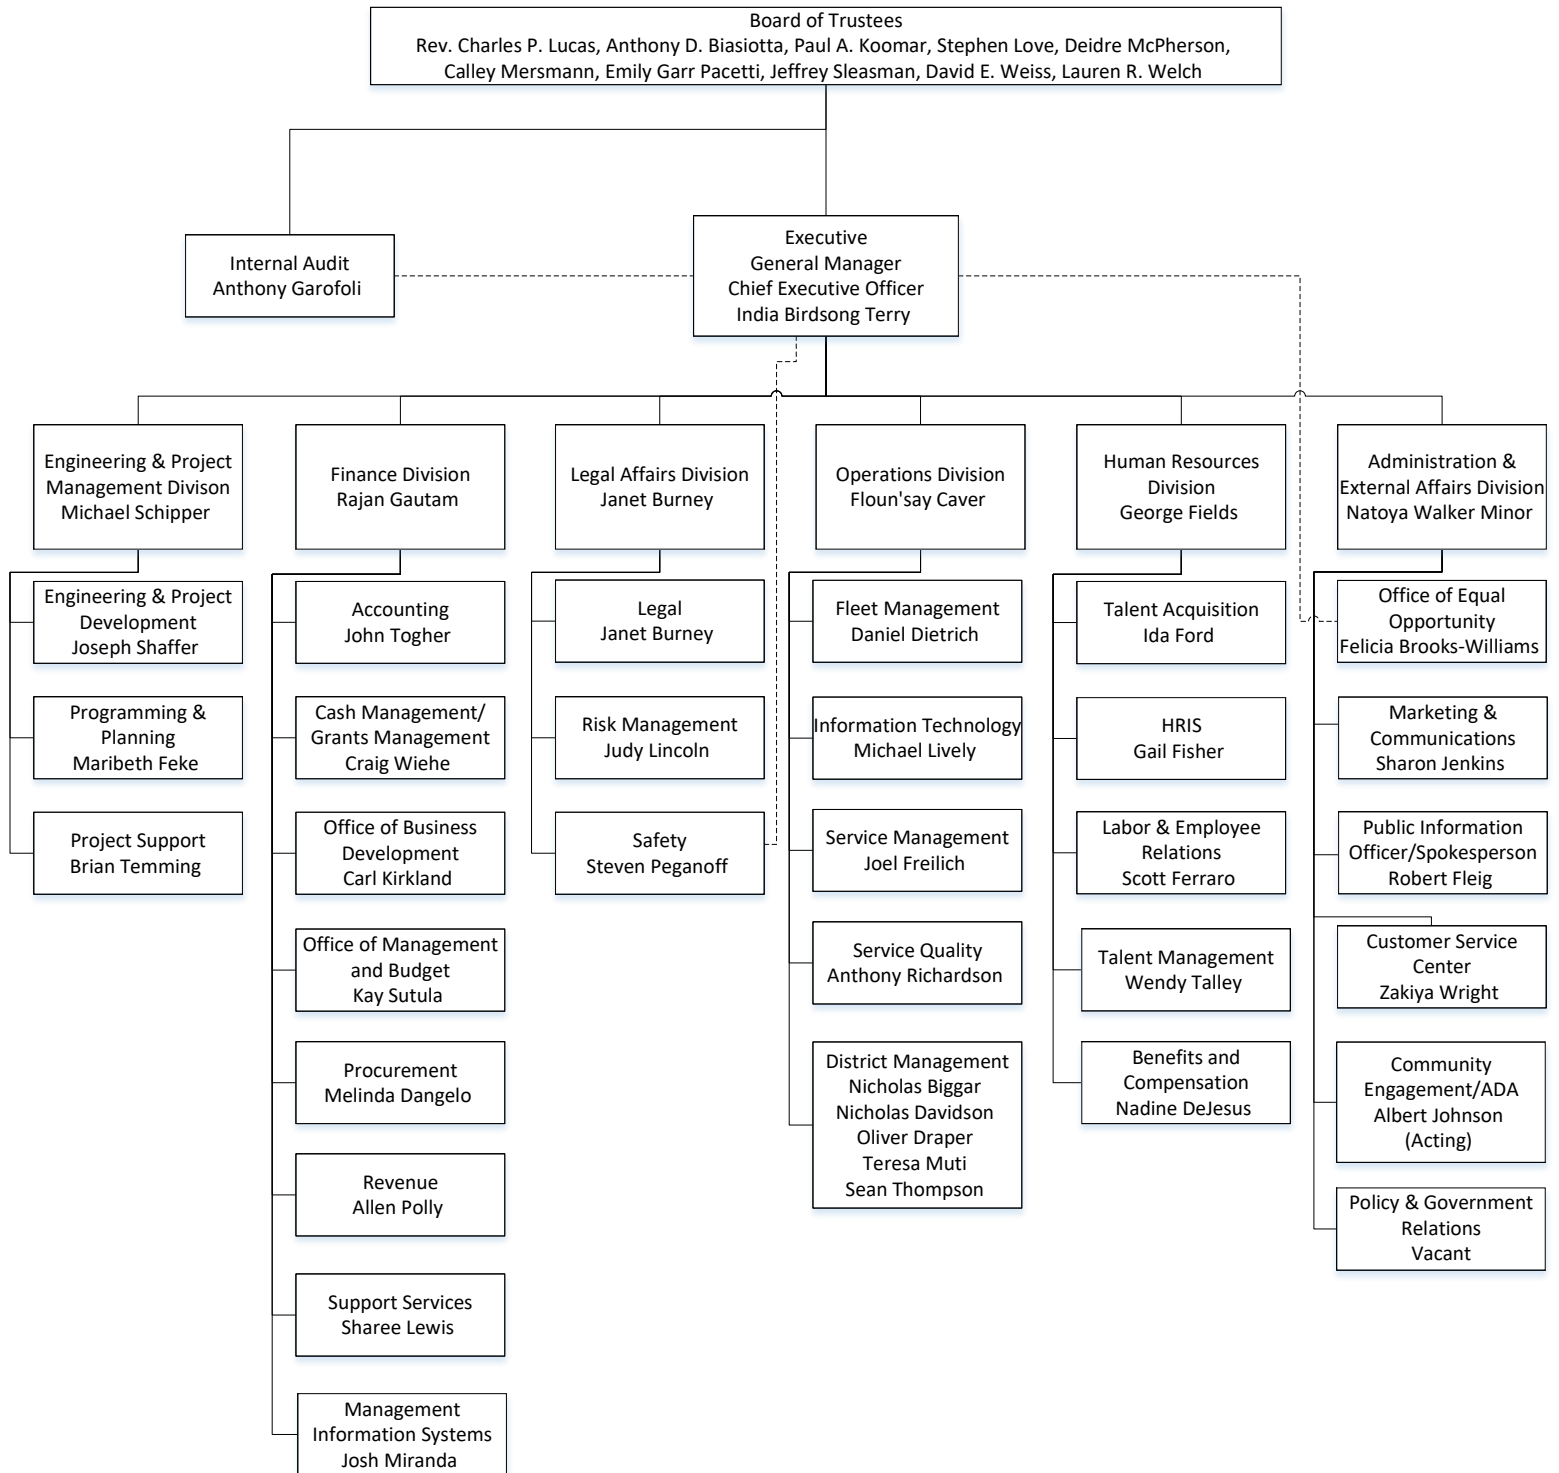 Board of Trustees
Rev. Charles P. Lucas, Anthony D. Biasiotta, Paul A. Koomar, Stephen Love, Deidre McPherson,
Calley Mersmann, Emily Garr Pacetti, Jeffrey Sleasman, David E. Weiss, Lauren R. Welch
Internal Audit
Anthony Garofoli
Executive
General Manager
Chief Executive Officer
India Birdsong Terry
Engineering & Project
Management Divison
Michael Schipper
Engineering & Project
Development
Joseph Shaffer
Programming &
Planning
Maribeth Feke
Project Support
Brian Temming
Finance Division
Rajan Gautam
Accounting
John Togher
Cash Management/
Grants Management
Craig Wiehe
Office of Business
Development
Carl Kirkland
Office of Management
and Budget
Kay Sutula
Procurement
Melinda Dangelo
Revenue
Allen Polly
Support Services
Sharee Lewis
Management
Information Systems
Josh Miranda
Legal Affairs Division
Janet Burney
Legal
Janet Burney
Risk Management
Judy Lincoln
Safety
Steven Peganoff
Operations Division
Floun'say Caver
Fleet Management
Daniel Dietrich
Information Technology
Michael Lively
Service Management
Joel Freilich
Service Quality
Anthony Richardson
District Management
Nicholas Biggar
Nicholas Davidson
Oliver Draper
Teresa Muti
Sean Thompson
Human Resources
Division
George Fields
Talent Acquisition
Ida Ford
HRIS
Gail Fisher
Labor & Employee
Relations
Scott Ferraro
Talent Management
Wendy Talley
Benefits and
Compensation
Nadine DeJesus
Administration &
External Affairs Division
Natoya Walker Minor
Office of Equal
Opportunity
Felicia Brooks-Williams
Marketing &
Communications
Sharon Jenkins
Public Information
Officer/Spokesperson
Robert Fleig
Customer Service
Center
Zakiya Wright
Community
Engagement/ADA
Albert Johnson
(Acting)
Policy & Government
Relations
Vacant